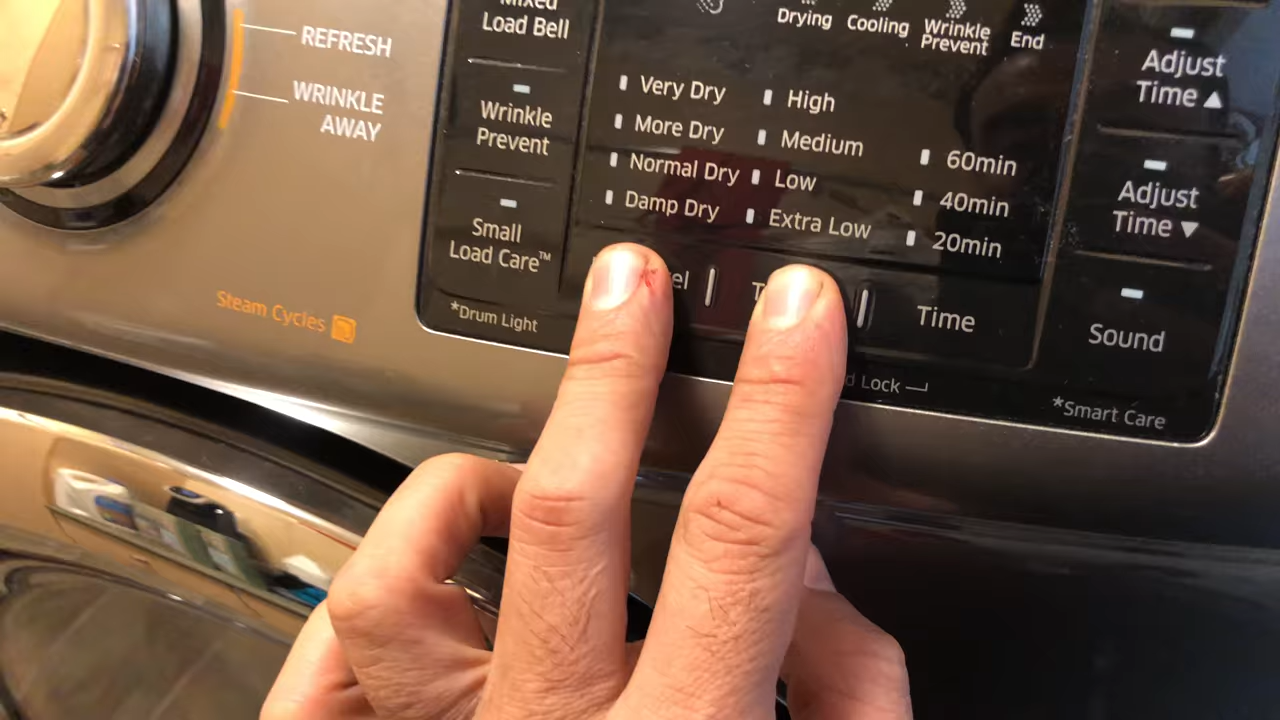 REFRESH
WRINKLE
AWAY
Steam Cycles
Mixed
Load Bell
Wrinkle
Prevent
Small
Load Care™
*Drum Light
Drying
Cooling
Wrinkle
Prevent
End
Very Dry
More Dry
Normal Dry
Damp Dry
High
Medium
Low
Extra Low
60min
40min
20min
Time
Lock
Adjust
Time▲
Adjust
Time▼
Sound
*Smart Care